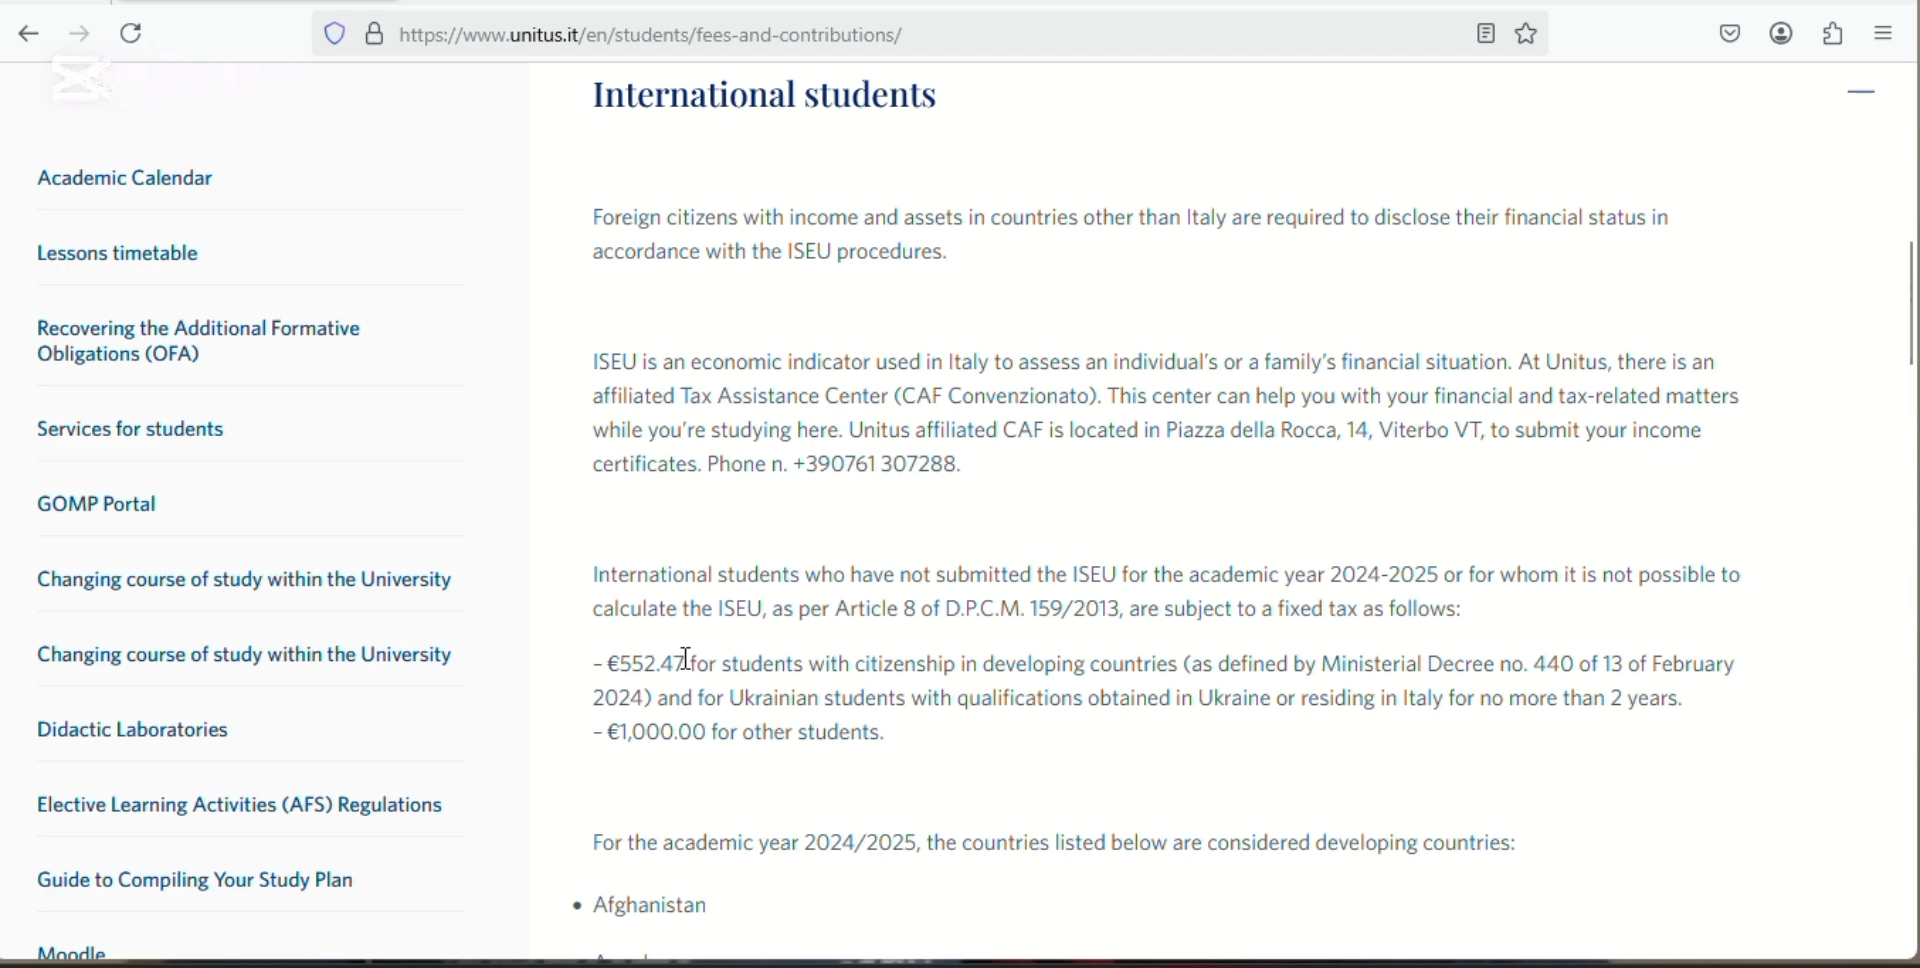 https://www.unitus.it/en/students/fees-and-contributions/
International students
Academic Calendar
Lessons timetable
Recovering the Additional Formative
Obligations (OFA)
Services for students
GOMP Portal
Changing course of study within the University
Changing course of study within the University
Didactic Laboratories
Elective Learning Activities (AFS) Regulations
Guide to Compiling Your Study Plan
Moodle
Foreign citizens with income and assets in countries other than Italy are required to disclose their financial status in
accordance with the ISEU procedures.
ISEU is an economic indicator used in Italy to assess an individual's or a family's financial situation. At Unitus, there is an
affiliated Tax Assistance Center (CAF Convenzionato). This center can help you with your financial and tax-related matters
while you're studying here. Unitus affiliated CAF is located in Piazza della Rocca, 14, Viterbo VT, to submit your income
certificates. Phone n. +390761 307288.
International students who have not submitted the ISEU for the academic year 2024-2025 or for whom it is not possible to
calculate the ISEU, as per Article 8 of D.P.C.M. 159/2013, are subject to a fixed tax as follows:
– €552.47 for students with citizenship in developing countries (as defined by Ministerial Decree no. 440 of 13 of February
2024) and for Ukrainian students with qualifications obtained in Ukraine or residing in Italy for no more than 2 years.
– €1,000.00 for other students.
For the academic year 2024/2025, the countries listed below are considered developing countries:
• Afghanistan